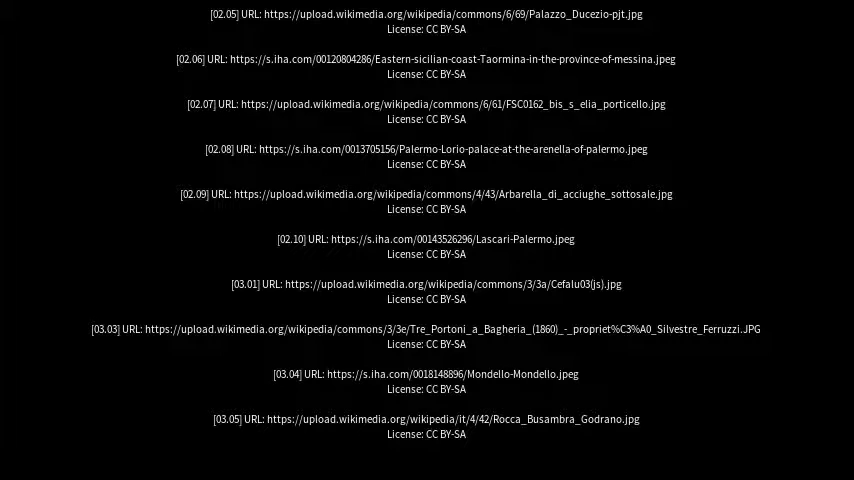 [02.05] URL: https://upload.wikimedia.org/wikipedia/commons/6/69/Palazzo_Ducezio-pjt.jpg
License: CC BY-SA
[02.06] URL: https://s.iha.com/00120804286/Eastern-sicilian-coast-Taormina-in-the-province-of-messina.jpeg
License: CC BY-SA
[02.07] URL: https://upload.wikimedia.org/wikipedia/commons/6/61/FSC0162_bis_s_elia_porticello.jpg
License: CC BY-SA
[02.08] URL: https://s.iha.com/0013705156/Palermo-Lorio-palace-at-the-arenella-of-palermo.jpeg
License: CC BY-SA
[02.09] URL: https://upload.wikimedia.org/wikipedia/commons/4/43/Arbarella_di_acciughe_sottosale.jpg
License: CC BY-SA
[02.10] URL: https://s.iha.com/00143526296/Lascari-Palermo.jpeg
License: CC BY-SA
[03.01] URL: https://upload.wikimedia.org/wikipedia/commons/3/3a/Cefalu03(js).jpg
License: CC BY-SA
[03.03] URL: https://upload.wikimedia.org/wikipedia/commons/3/3e/Tre_Portoni_a_Bagheria_(1860)_-_propriet%C3%A0_Silvestre_Ferruzzi.JPG
License: CC BY-SA
[03.04] URL: https://s.iha.com/0018148896/Mondello-Mondello.jpeg
License: CC BY-SA
[03.05] URL: https://upload.wikimedia.org/wikipedia/it/4/42/Rocca_Busambra_Godrano.jpg
License: CC BY-SA